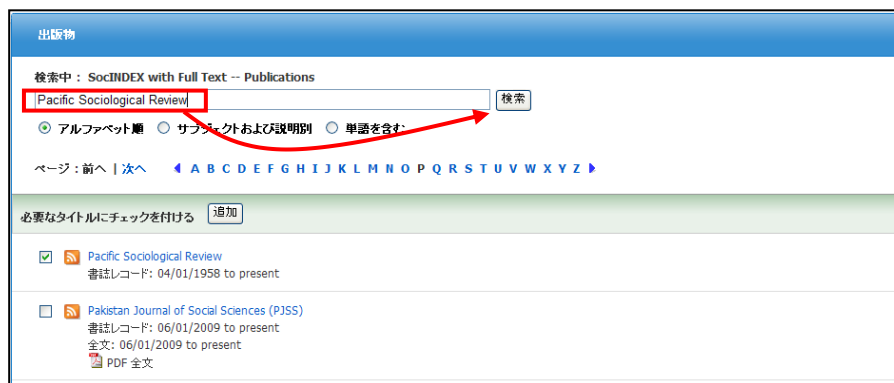 出版物
検索中： SocINDEX with Full Text -- Publications
Pacific Sociological Review 検索
アルファベット順 サブジェクトおよび説明別 単語を含む
ページ：前へ | 次へ A B C D E F G H I J K L M N O P Q R S T U V W X Y Z
必要なタイトルにチェックを付ける 追加
Pacific Sociological Review
書誌レコード: 04/01/1958 to present
Pakistan Journal of Social Sciences (PJSS)
書誌レコード: 06/01/2009 to present
全文: 06/01/2009 to present
PDF 全文